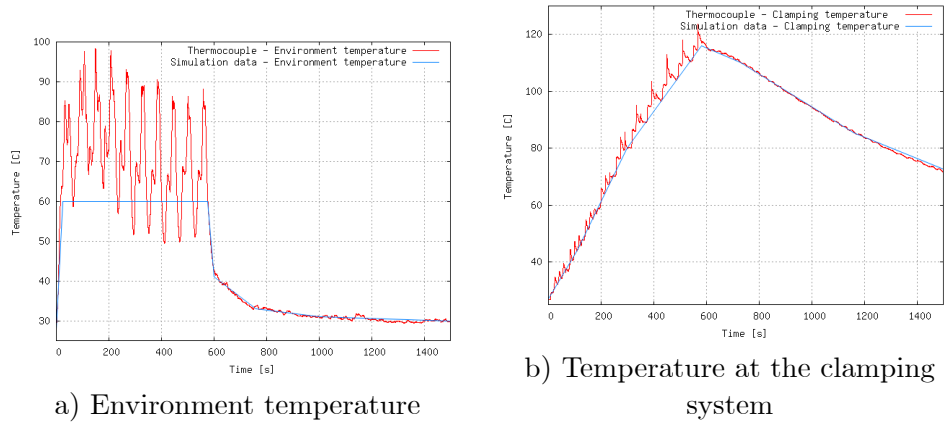 Thermocouple - Environment temperature
Simulation data - Environment temperature
100
90
80
70
60
50
40
30
Temperature [C]
0 200 400 600 800 1000 1200 1400
Time [s]
a) Environment temperature
Thermocouple - Clamping temperature
Simulation data - Clamping temperature
120
100
80
60
40
Temperature [C]
0 200 400 600 800 1000 1200 1400
Time [s]
b) Temperature at the clamping
system